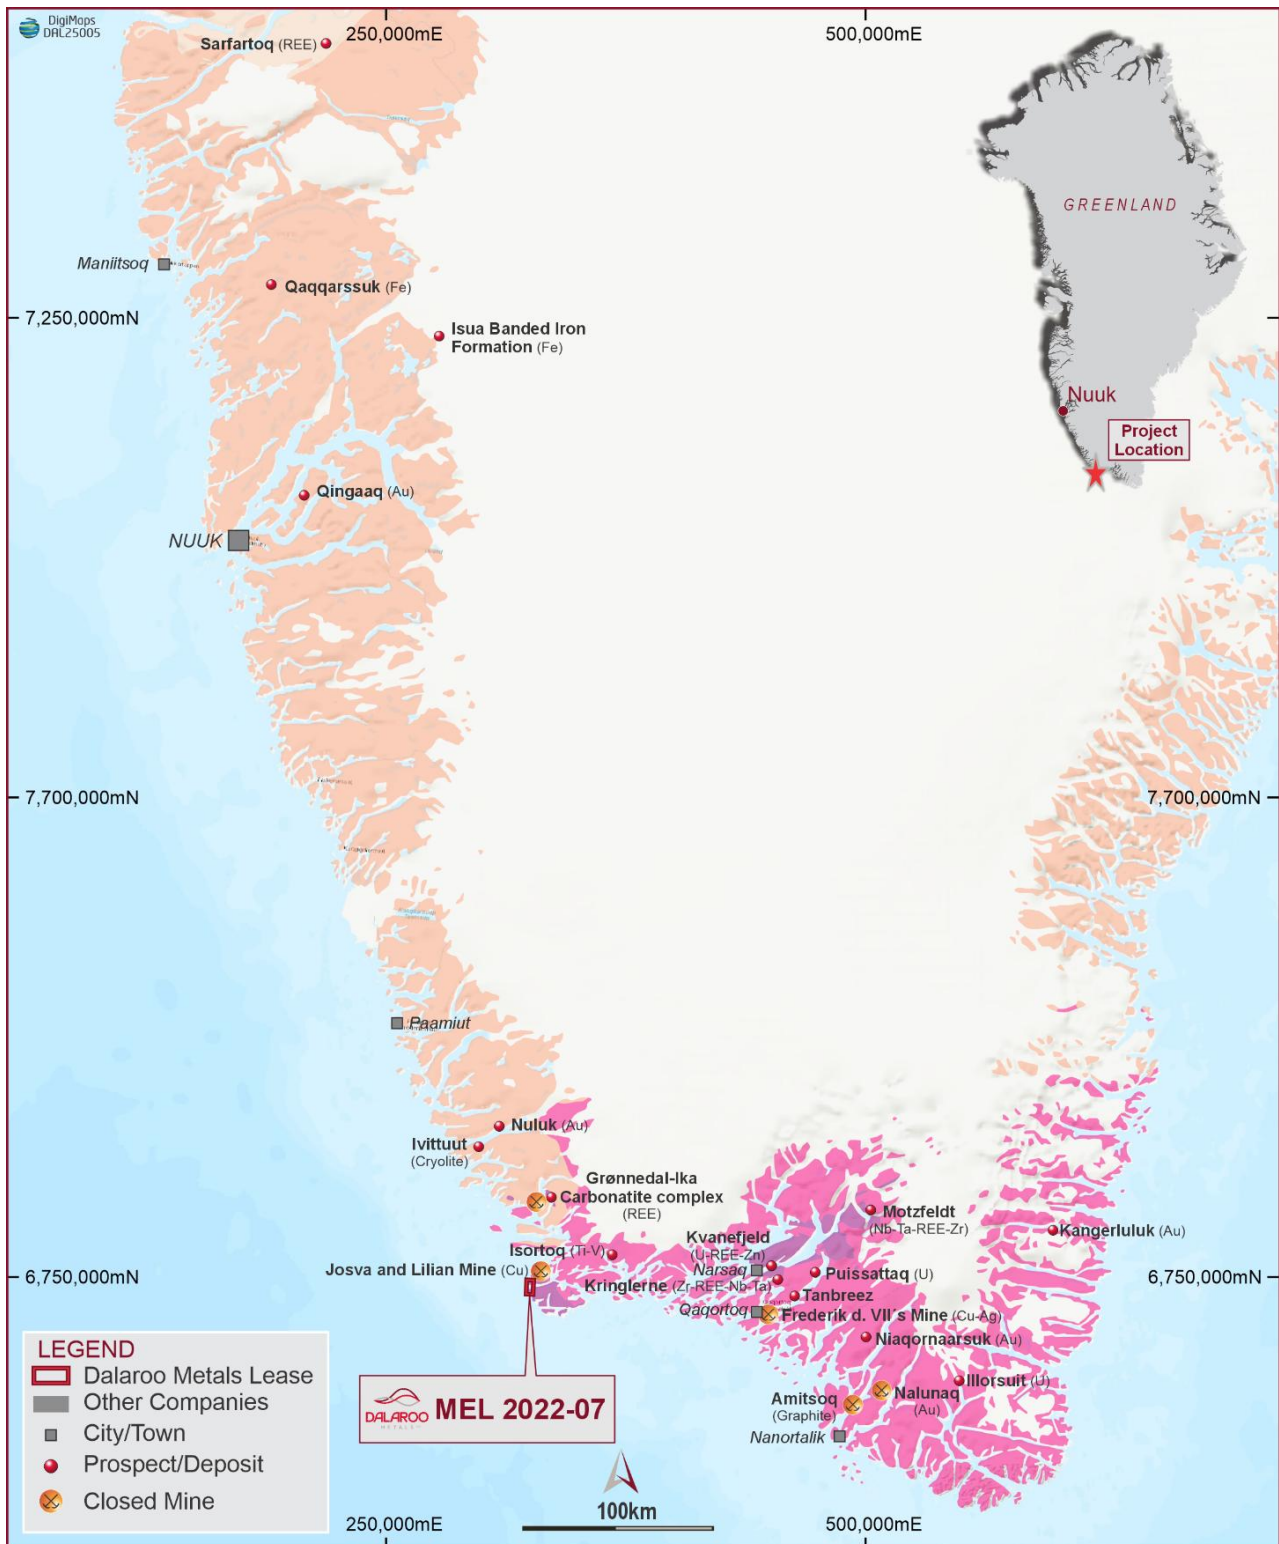 DigiMaps
DAL25005
250,000mE
500,000mE
Sarfartoq (REE)
GREENLAND
Maniitsoq
Qaqqarssuk (Fe)
7,250,000mN
Isua Banded Iron
Formation (Fe)
Nuuk
Project
Location
Qingaaq (Au)
NUUK
7,700,000mN
7,700,000mN
Paamiut
Nuluk (Au)
Ivittuut
(Cryolite)
Grønnedal-Ika
Carbonatite complex
(REE)
Motzfeldt
(Nb-Ta-REE-Zr)
Kangerluluk (Au)
Kvanefjeld
(U-REE-Zn)
Isortoq (Ti-V)
Narsaq
Josva and Lilian Mine (Cu)
Puissattaq (U)
6,750,000mN
6,750,000mN
Kringlerne (Zr-REE-Nb-Ta)
Tanbreez
Qaqortoq
Frederik d. VII's Mine (Cu-Ag)
Niaqornaarsuk (Au)
Illorsuit (U)
Nalunaq
(Au)
Amitsoq
(Graphite)
Nanortalik
DALAROO
METALS
MEL 2022-07
LEGEND
Dalaroo Metals Lease
Other Companies
City/Town
Prospect/Deposit
Closed Mine
100km
250,000mE
500,000mE